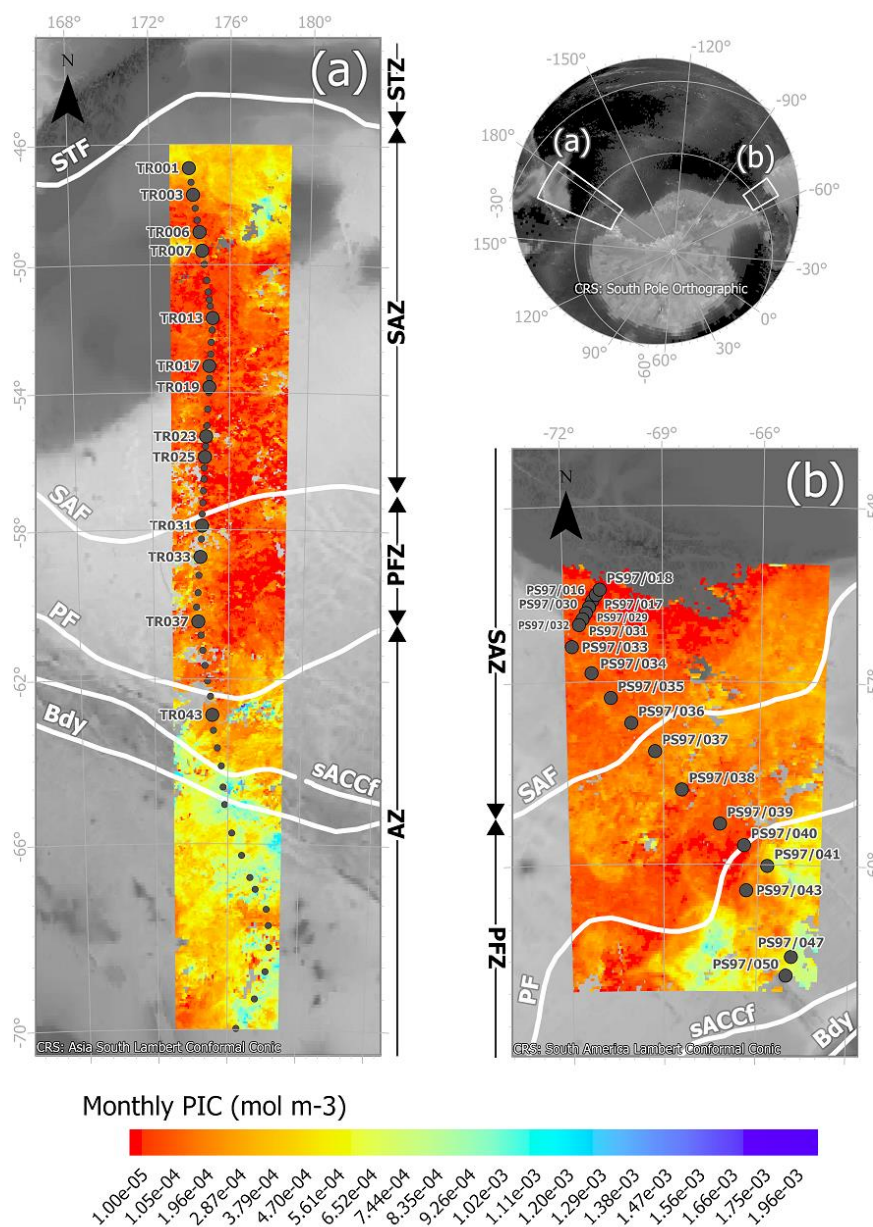 168° 172° 176° 180°
(a)
N
STZ
STF
-46°
TR001
TR003
TR006
TR007
-50°
TR013
SAZ
TR017
TR019
-54°
TR023
TR025
SAF
TR031
-58°
TR033
PFZ
TR037
PF
-62°
TR043
Bdy
sACCf
AZ
-66°
-70°
CRS: Asia South Lambert Conformal Conic
-120°
-150°
-90°
180°
(a)
(b)
-60°
-30°
150°
-30°
CRS: South Pole Orthographic
120°
0°
90°
30°
-60°
60°
-72° -69° -66°
N
(b)
-54°
PS97/018
PS97/016
PS97/017
PS97/030
PS97/029
PS97/032
PS97/031
PS97/033
SAZ
PS97/034
-57°
PS97/035
PS97/036
PS97/037
SAF
PS97/038
PS97/039
PS97/040
PS97/041
-60°
PS97/043
PFZ
PS97/047
PS97/050
PF
sACCf
Bdy
CRS: South America Lambert Conformal Conic
Monthly PIC (mol m-3)
1.00e-05 1.05e-04 1.96e-04 2.87e-04 3.79e-04 4.70e-04 5.61e-04 6.52e-04 7.44e-04 8.35e-04 9.26e-04 1.02e-03 1.11e-03 1.20e-03 1.29e-03 1.38e-03 1.47e-03 1.56e-03 1.66e-03 1.75e-03 1.96e-03